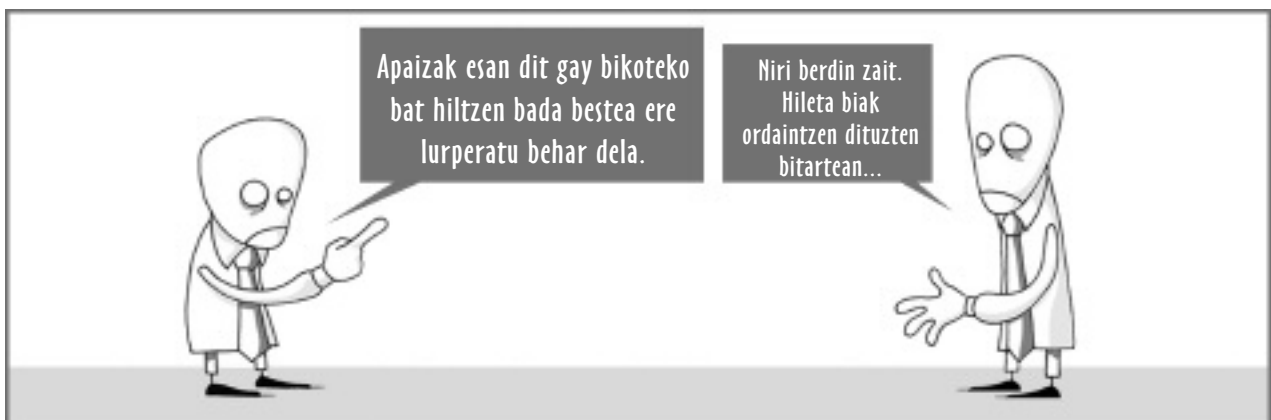 Apaizak esan dit gay bikoteko
bat hiltzen bada bestea ere
lurperatu behar dela.
Niri berdin zait.
Hileta biak
ordaintzen dituzten
bitartean...